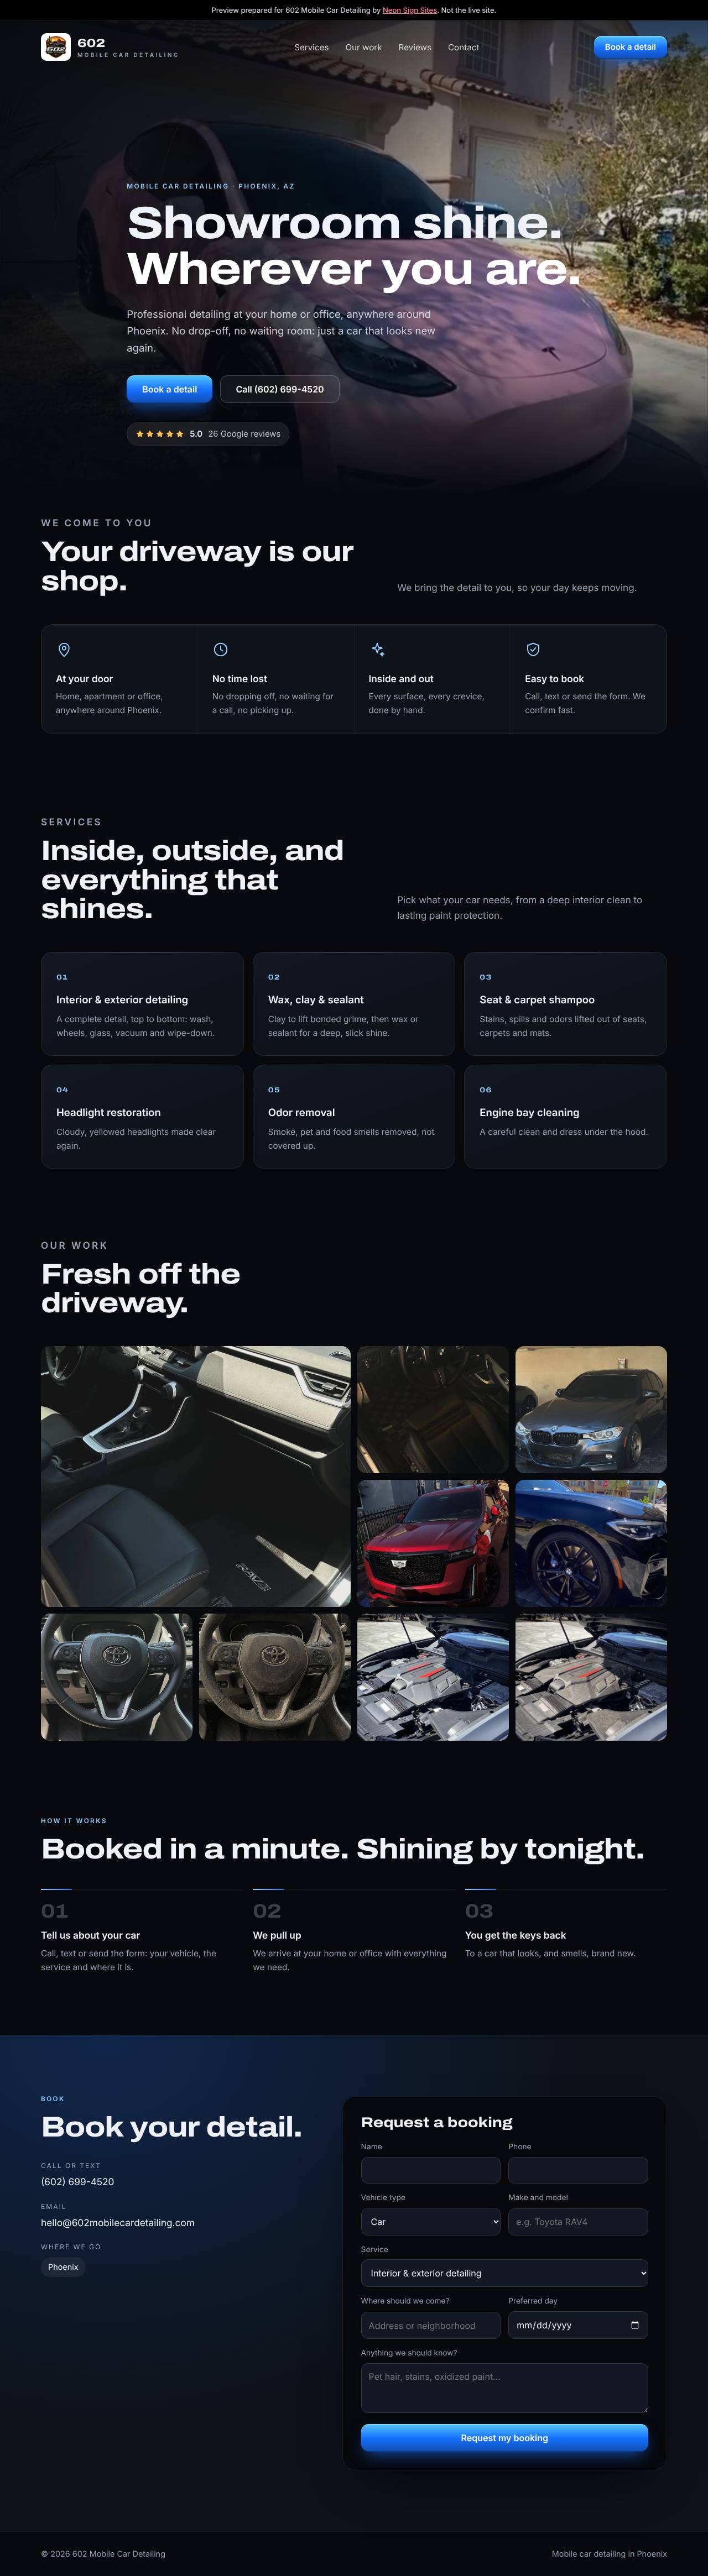 Preview prepared for 602 Mobile Car Detailing by Neon Sign Sites. Not the live site.
602
MOBILE CAR DETAILING
Services
Our work
Reviews
Contact
Book a detail
MOBILE CAR DETAILING · PHOENIX, AZ
Showroom shine.
Wherever you are.
Professional detailing at your home or office, anywhere around
Phoenix. No drop-off, no waiting room: just a car that looks new
again.
Book a detail
Call (602) 699-4520
5.0 26 Google reviews
WE COME TO YOU
Your driveway is our
shop.
We bring the detail to you, so your day keeps moving.
At your door
Home, apartment or office,
anywhere around Phoenix.
No time lost
No dropping off, no waiting for
a call, no picking up.
Inside and out
Every surface, every crevice,
done by hand.
Easy to book
Call, text or send the form. We
confirm fast.
SERVICES
Inside, outside, and
everything that
shines.
Pick what your car needs, from a deep interior clean to
lasting paint protection.
01
Interior & exterior detailing
A complete detail, top to bottom: wash,
wheels, glass, vacuum and wipe-down.
02
Wax, clay & sealant
Clay to lift bonded grime, then wax or
sealant for a deep, slick shine.
03
Seat & carpet shampoo
Stains, spills and odors lifted out of seats,
carpets and mats.
04
Headlight restoration
Cloudy, yellowed headlights made clear
again.
05
Odor removal
Smoke, pet and food smells removed, not
covered up.
06
Engine bay cleaning
A careful clean and dress under the hood.
OUR WORK
Fresh off the
driveway.
RAV4
HOW IT WORKS
Booked in a minute. Shining by tonight.
01
Tell us about your car
Call, text or send the form: your vehicle, the
service and where it is.
02
We pull up
We arrive at your home or office with everything
we need.
03
You get the keys back
To a car that looks, and smells, brand new.
BOOK
Book your detail.
CALL OR TEXT
(602) 699-4520
EMAIL
hello@602mobilecardetailing.com
WHERE WE GO
Phoenix
Request a booking
Name
Phone
Vehicle type
Car
Make and model
e.g. Toyota RAV4
Service
Interior & exterior detailing
Where should we come?
Address or neighborhood
Preferred day
mm/dd/yyyy
Anything we should know?
Pet hair, stains, oxidized paint...
Request my booking
© 2026 602 Mobile Car Detailing
Mobile car detailing in Phoenix